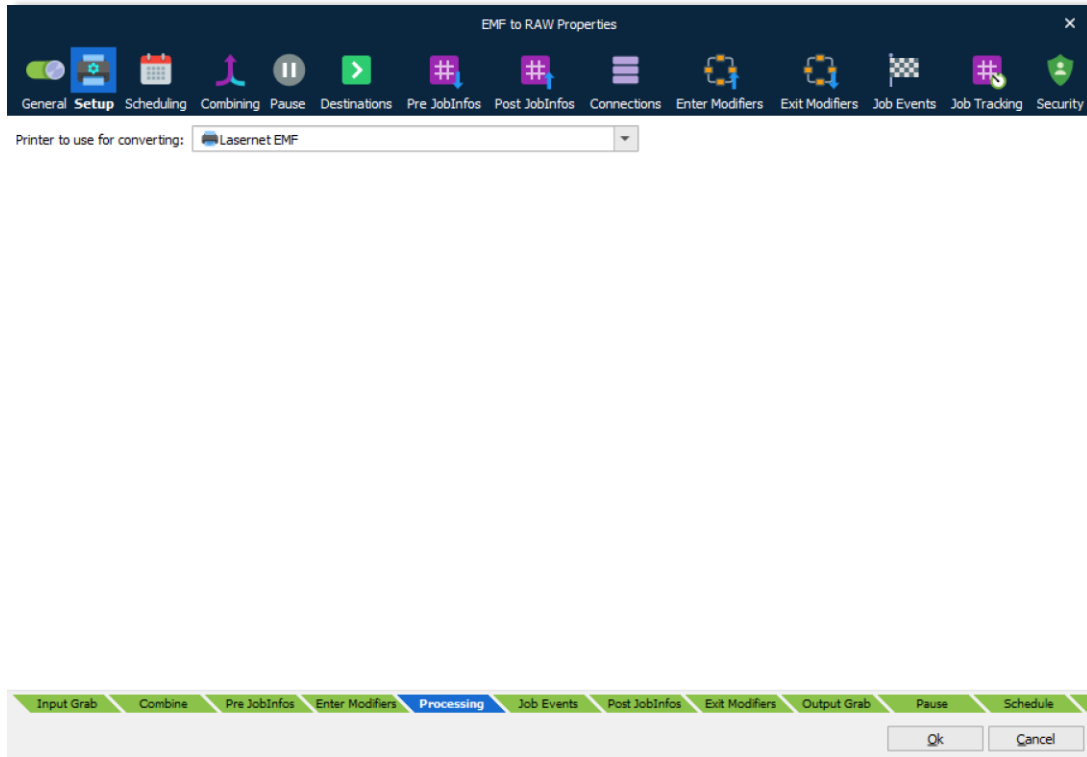 EMF to RAW Properties
General Setup Scheduling Combining Pause Destinations Pre JobInfos Post JobInfos Connections Enter Modifiers Exit Modifiers Job Events Job Tracking Security
Printer to use for converting: Lasernet EMF
Input Grab Combine Pre JobInfos Enter Modifiers Processing Job Events Post JobInfos Exit Modifiers Output Grab Pause Schedule
Ok Cancel